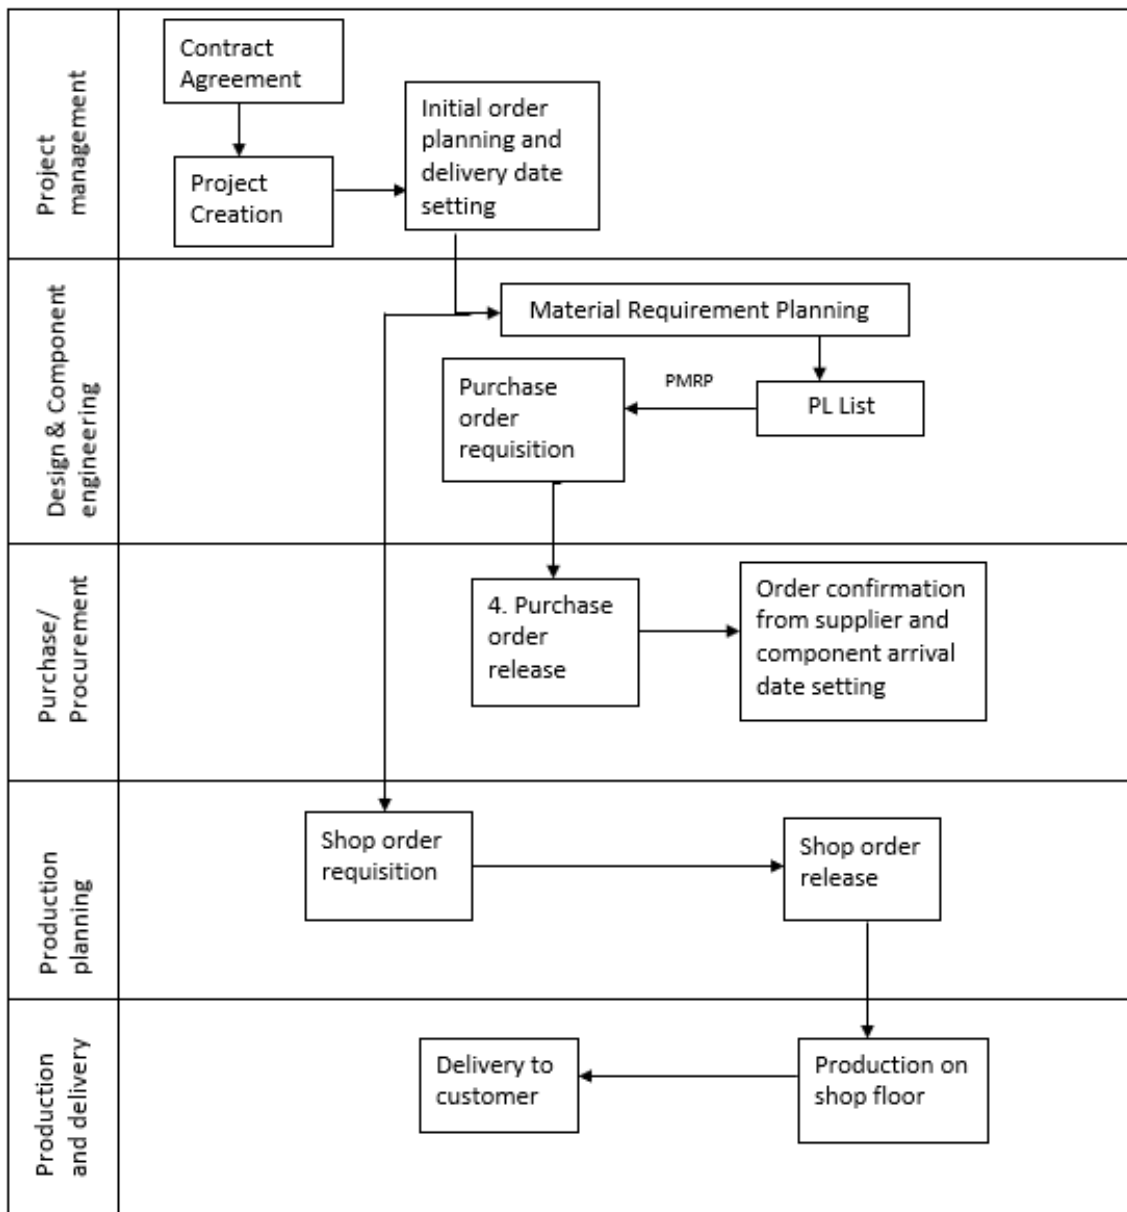 Project
management
Contract
Agreement
Project
Creation
Initial order
planning and
delivery date
setting
Design & Component
engineering
Material Requirement Planning
PL List
PMRP
Purchase
order
requisition
Purchase/
Procurement
4. Purchase
order
release
Order confirmation
from supplier and
component arrival
date setting
Production
planning
Shop order
requisition
Shop order
release
Production
and delivery
Production on
shop floor
Delivery to
customer